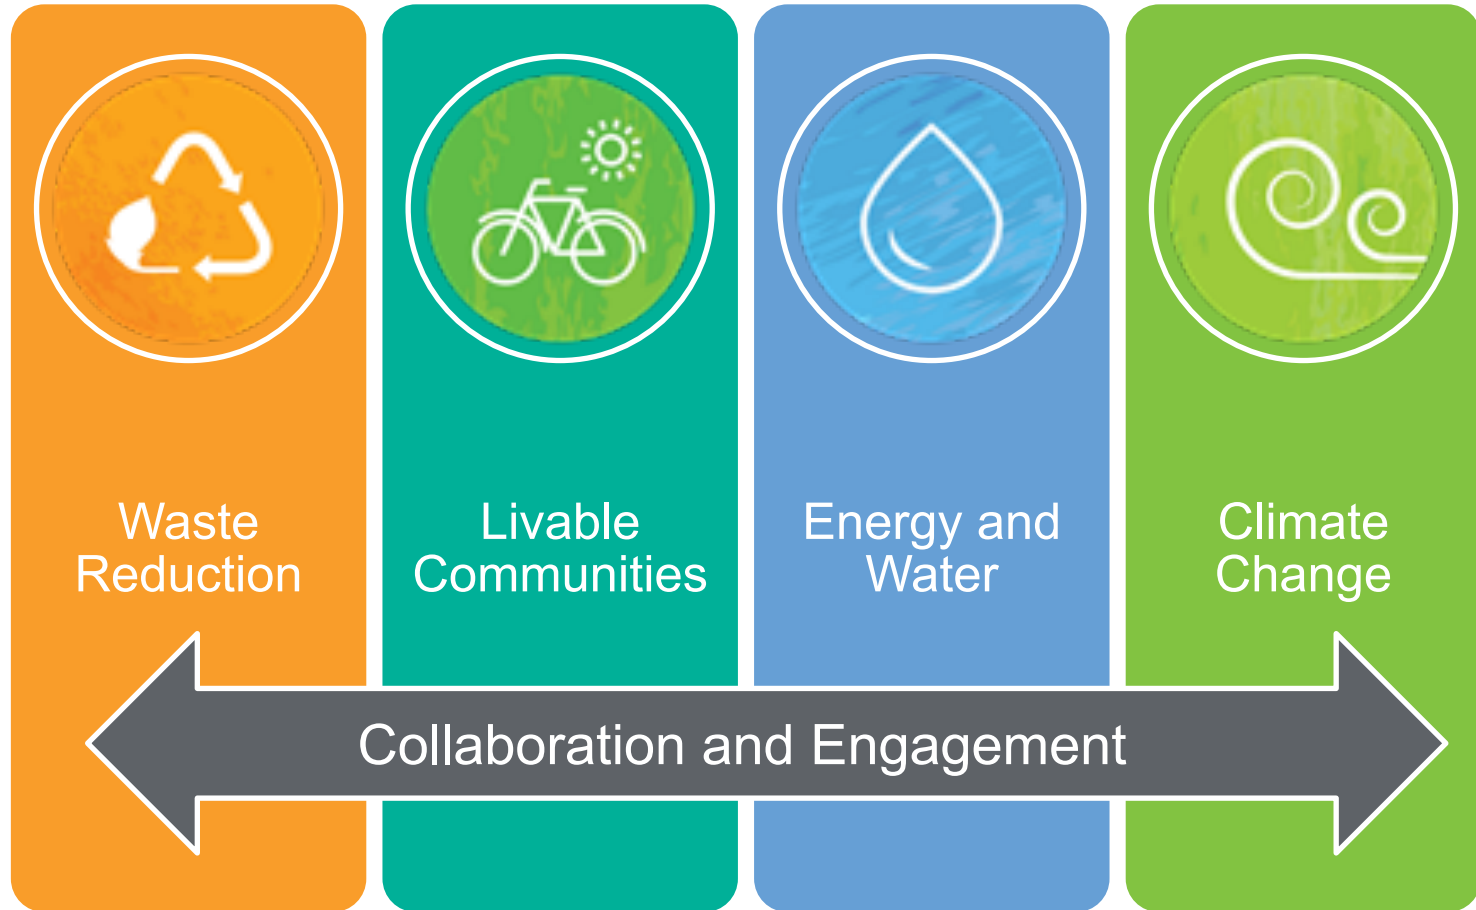 Waste
Reduction
Livable
Communities
Energy and
Water
Climate
Change
Collaboration and Engagement